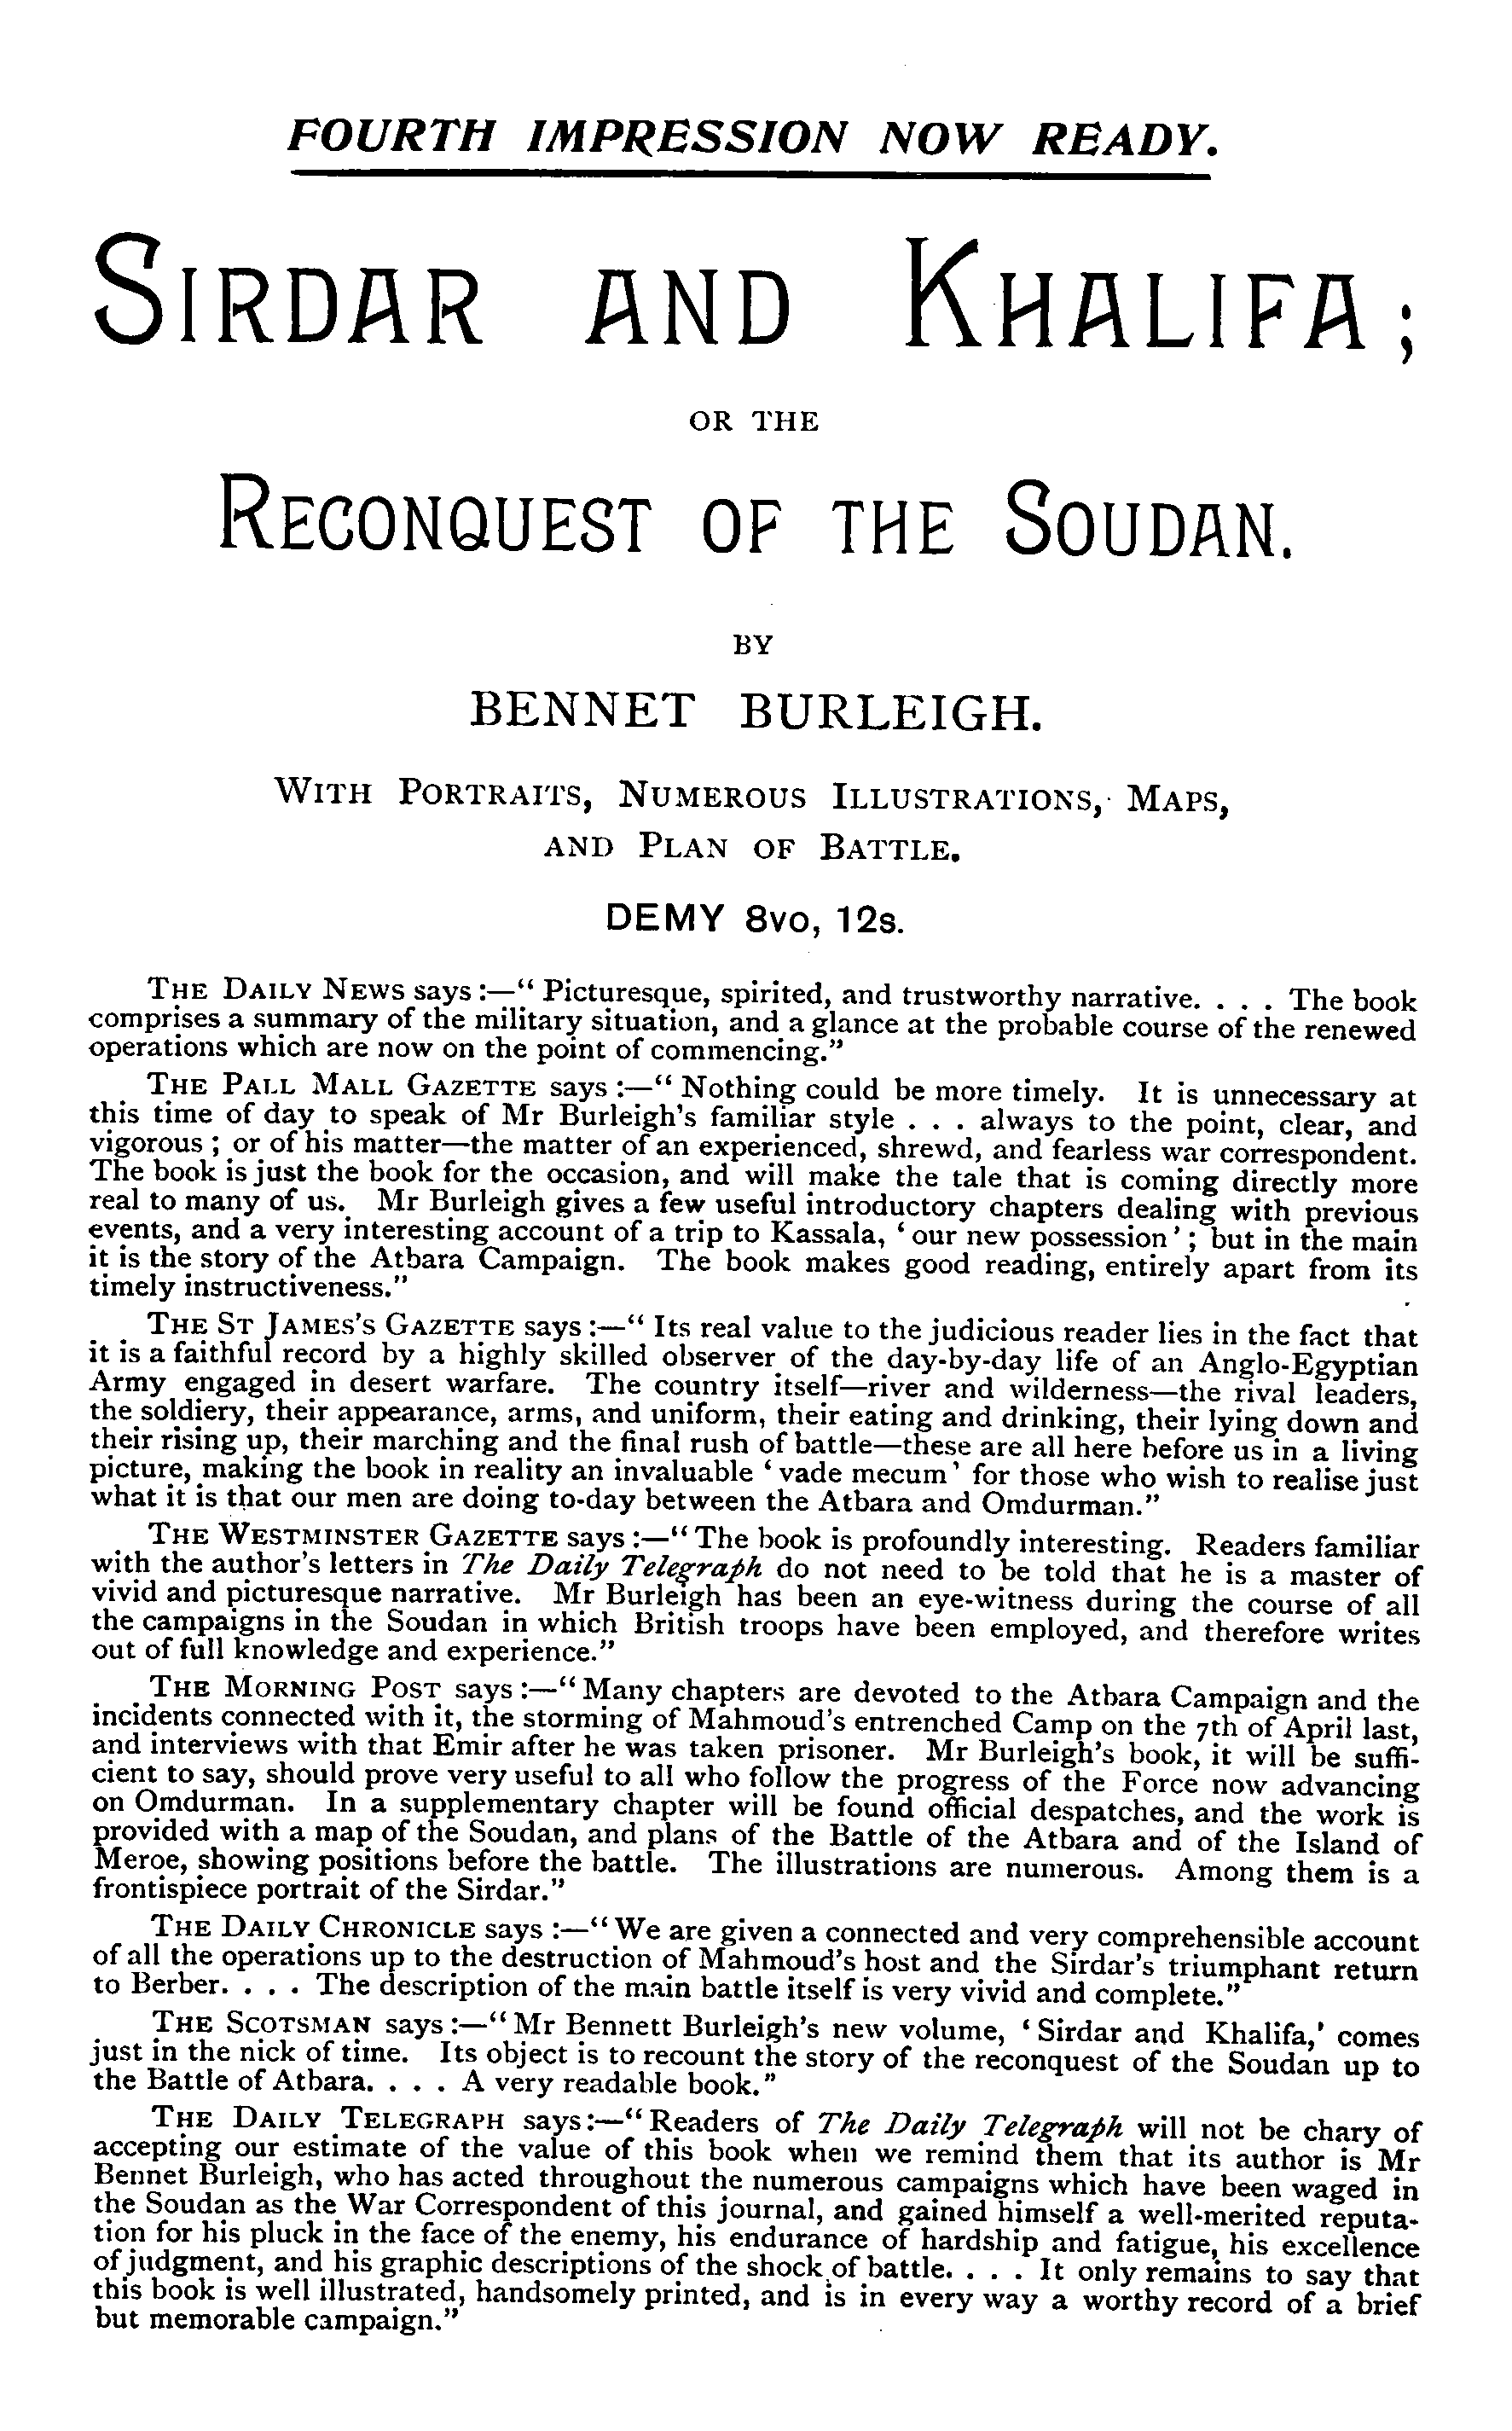 FOURTH IMPRESSION NOW READY.
SIRDAR AND KHALIFA;
OR THE
RECONQUEST OF THE SOUDAN.
BY
BENNET BURLEIGH.
WITH PORTRAITS, NUMEROUS ILLUSTRATIONS, MAPS,
AND PLAN OF BATTLE.
DEMY 8vo, 12s.
THE DAILY NEWS says:—“Picturesque, spirited, and trustworthy narrative. . . . The book
comprises a summary of the military situation, and a glance at the probable course of the renewed
operations which are now on the point of commencing.”
THE PALL MALL GAZETTE says:—“Nothing could be more timely. It is unnecessary at
this time of day to speak of Mr Burleigh’s familiar style . . . always to the point, clear, and
vigorous; or of his matter—the matter of an experienced, shrewd, and fearless war correspondent.
The book is just the book for the occasion, and will make the tale that is coming directly more
real to many of us. Mr Burleigh gives a few useful introductory chapters dealing with previous
events, and a very interesting account of a trip to Kassala, ‘our new possession’; but in the main
it is the story of the Atbara Campaign. The book makes good reading, entirely apart from its
timely instructiveness.”
THE ST JAMES’S GAZETTE says:—“Its real value to the judicious reader lies in the fact that
it is a faithful record by a highly skilled observer of the day-by-day life of an Anglo-Egyptian
Army engaged in desert warfare. The country itself—river and wilderness—the rival leaders,
the soldiery, their appearance, arms, and uniform, their eating and drinking, their lying down and
their rising up, their marching and the final rush of battle—these are all here before us in a living
picture, making the book in reality an invaluable ‘vade mecum’ for those who wish to realise just
what it is that our men are doing to-day between the Atbara and Omdurman.”
THE WESTMINSTER GAZETTE says:—“The book is profoundly interesting. Readers familiar
with the author’s letters in The Daily Telegraph do not need to be told that he is a master of
vivid and picturesque narrative. Mr Burleigh has been an eye-witness during the course of all
the campaigns in the Soudan in which British troops have been employed, and therefore writes
out of full knowledge and experience.”
THE MORNING POST says:—“Many chapters are devoted to the Atbara Campaign and the
incidents connected with it, the storming of Mahmoud’s entrenched Camp on the 7th of April last,
and interviews with that Emir after he was taken prisoner. Mr Burleigh’s book, it will be suffi-
cient to say, should prove very useful to all who follow the progress of the Force now advancing
on Omdurman. In a supplementary chapter will be found official despatches, and the work is
provided with a map of the Soudan, and plans of the Battle of the Atbara and of the Island of
Meroe, showing positions before the battle. The illustrations are numerous. Among them is a
frontispiece portrait of the Sirdar.”
THE DAILY CHRONICLE says:—“We are given a connected and very comprehensible account
of all the operations up to the destruction of Mahmoud’s host and the Sirdar’s triumphant return
to Berber. . . . The description of the main battle itself is very vivid and complete.”
THE SCOTSMAN says:—“Mr Bennett Burleigh’s new volume, ‘Sirdar and Khalifa,’ comes
just in the nick of time. Its object is to recount the story of the reconquest of the Soudan up to
the Battle of Atbara. . . . A very readable book.”
THE DAILY TELEGRAPH says:—“Readers of The Daily Telegraph will not be chary of
accepting our estimate of the value of this book when we remind them that its author is Mr
Bennet Burleigh, who has acted throughout the numerous campaigns which have been waged in
the Soudan as the War Correspondent of this journal, and gained himself a well-merited reputa-
tion for his pluck in the face of the enemy, his endurance of hardship and fatigue, his excellence
of judgment, and his graphic descriptions of the shock of battle. . . . It only remains to say that
this book is well illustrated, handsomely printed, and is in every way a worthy record of a brief
but memorable campaign.”